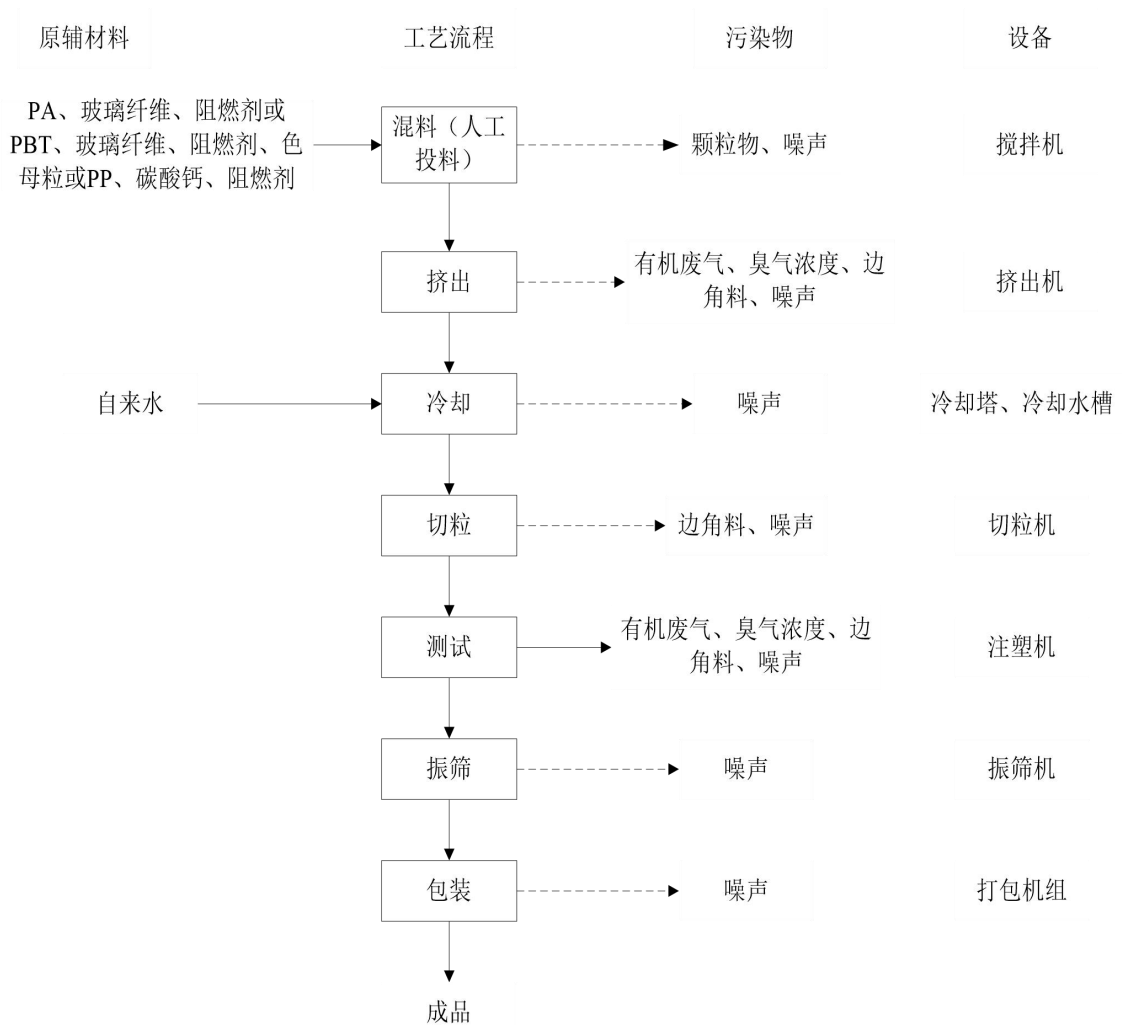 原辅材料
工艺流程
污染物
设备
PA、玻璃纤维、阻燃剂或
PBT、玻璃纤维、阻燃剂、色
母粒或PP、碳酸钙、阻燃剂
混料（人工
投料）
颗粒物、噪声
搅拌机
挤出
有机废气、臭气浓度、边
角料、噪声
挤出机
自来水
冷却
噪声
冷却塔、冷却水槽
切粒
边角料、噪声
切粒机
测试
有机废气、臭气浓度、边
角料、噪声
注塑机
振筛
噪声
振筛机
包装
噪声
打包机组
成品